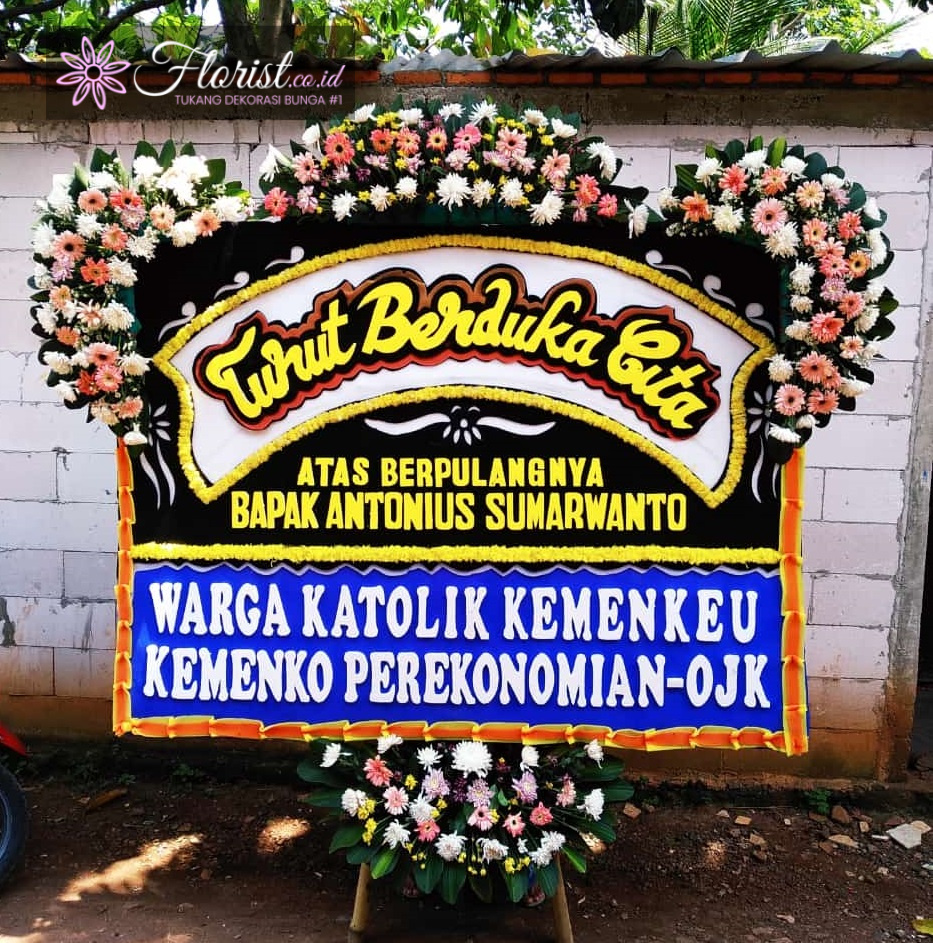 Florist.co.id
TUKANG DEKORASI BUNGA #1
Turut Berduka Cita
ATAS BERPULANGNYA
BAPAK ANTONIUS SUMARWANTO
WARGA KATOLIK KEMENKEU
KEMENKO PEREKONOMIAN-OJK